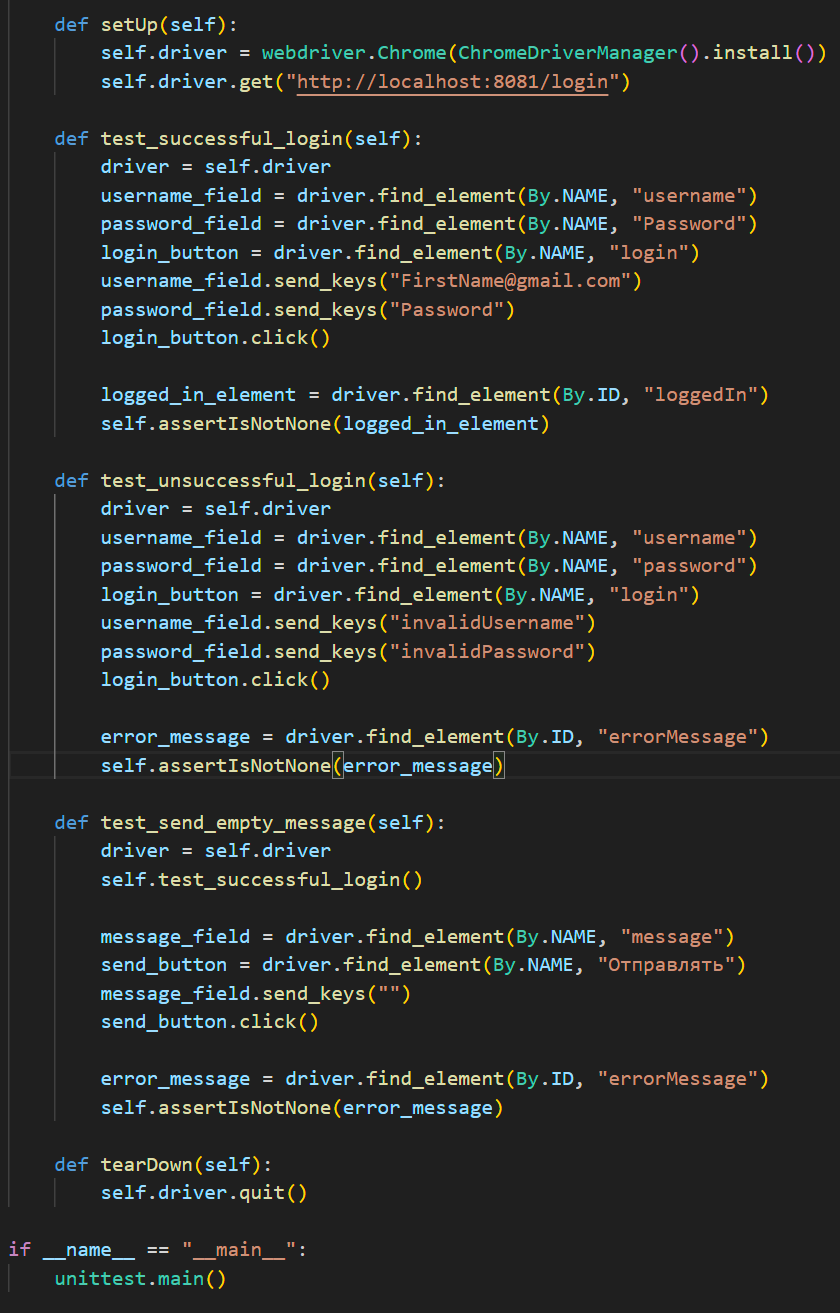 def setUp(self):
self.driver = webdriver.Chrome(ChromeDriverManager().install())
self.driver.get("http://localhost:8081/login")
def test_successful_login(self):
driver = self.driver
username_field = driver.find_element(By.NAME, "username")
password_field = driver.find_element(By.NAME, "Password")
login_button = driver.find_element(By.NAME, "login")
username_field.send_keys("FirstName@gmail.com")
password_field.send_keys("Password")
login_button.click()
logged_in_element = driver.find_element(By.ID, "loggedIn")
self.assertIsNotNone(logged_in_element)
def test_unsuccessful_login(self):
driver = self.driver
username_field = driver.find_element(By.NAME, "username")
password_field = driver.find_element(By.NAME, "password")
login_button = driver.find_element(By.NAME, "login")
username_field.send_keys("invalidUsername")
password_field.send_keys("invalidPassword")
login_button.click()
error_message = driver.find_element(By.ID, "errorMessage")
self.assertIsNotNone(error_message)
def test_send_empty_message(self):
driver = self.driver
self.test_successful_login()
message_field = driver.find_element(By.NAME, "message")
send_button = driver.find_element(By.NAME, "Отправлять")
message_field.send_keys("")
send_button.click()
error_message = driver.find_element(By.ID, "errorMessage")
self.assertIsNotNone(error_message)
def tearDown(self):
self.driver.quit()
if __name__ == "__main__":
unittest.main()